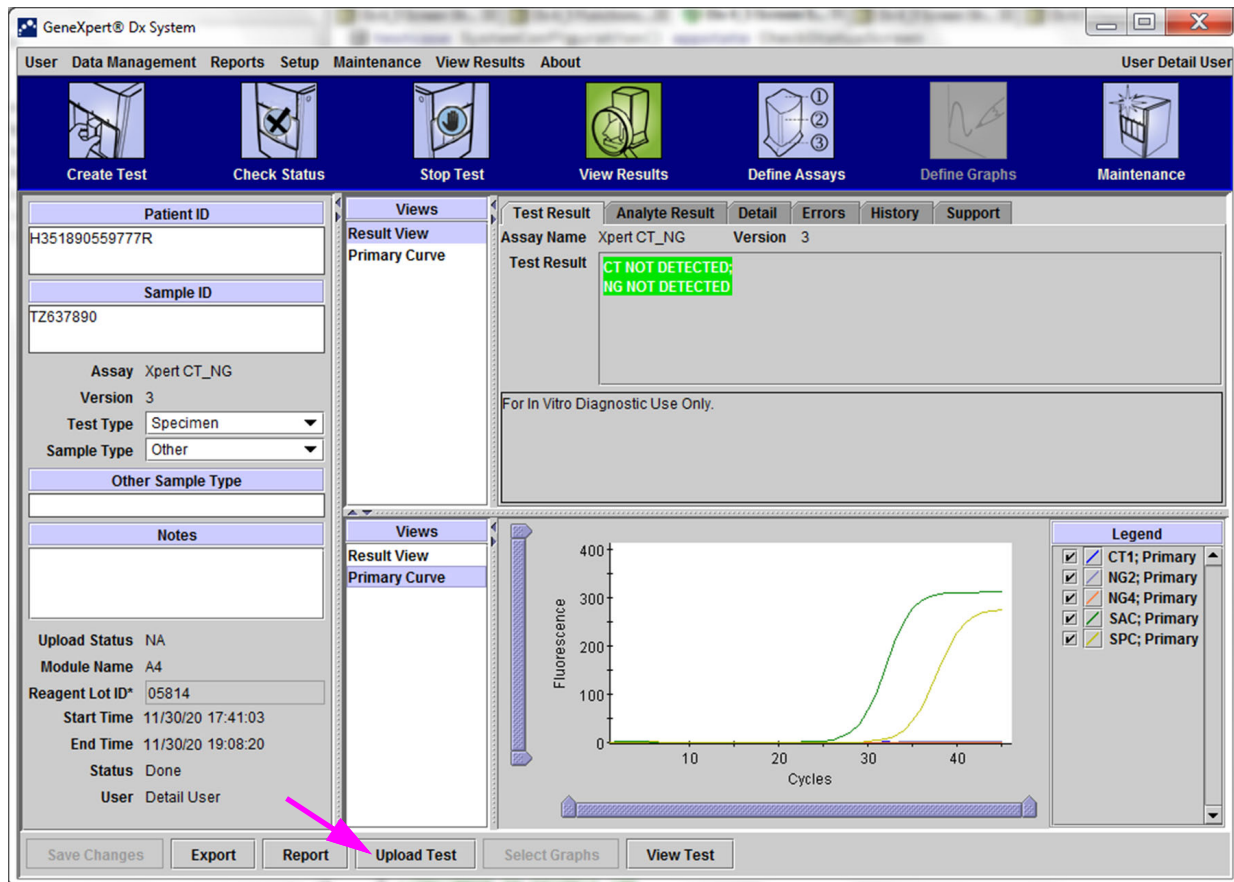 GeneXpert® Dx System
User Data Management Reports Setup Maintenance View Results About User Detail User
Create Test Check Status Stop Test View Results Define Assays Define Graphs Maintenance
① ② ③
Patient ID
H351890559777R
Sample ID
TZ637890
Assay Xpert CT_NG
Version 3
Test Type Specimen
Sample Type Other
Other Sample Type
Notes
Upload Status NA
Module Name A4
Reagent Lot ID* 05814
Start Time 11/30/20 17:41:03
End Time 11/30/20 19:08:20
Status Done
User Detail User
Views
Result View
Primary Curve
Test Result Analyte Result Detail Errors History Support
Assay Name Xpert CT_NG Version 3
Test Result CT NOT DETECTED;
NG NOT DETECTED
For In Vitro Diagnostic Use Only.
Views
Result View
Primary Curve
Fluorescence
400
300
200
100
0
10 20 30 40
Cycles
Legend
CT1; Primary
NG2; Primary
NG4; Primary
SAC; Primary
SPC; Primary
Save Changes Export Report Upload Test Select Graphs View Test